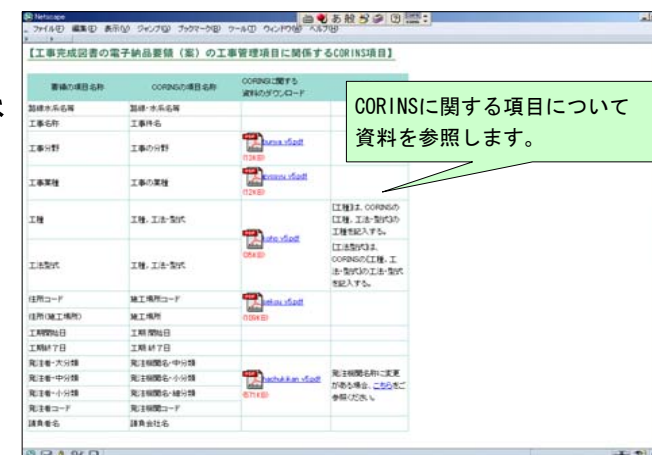 Netscape
ファイル(F) 編集(E) 表示(V) ジャンプ(G) ブックマーク(B) ツール(T) ウィンドウ(W) ヘルプ(H)
あ 般
【工事完成図書の電子納品要領（案）の工事管理項目に関係するCORINS項目】
要領の項目名称 CORINSの項目名称 CORINSに関する
資料のダウンロード
CORINSに関する項目について
資料を参照します。
路線水系名等 路線・水系名等
工事名称 工事件名
工事分野 工事の分野 bunya_v5.pdf
工事業種 工事の業種 gyosyu_v5.pdf
(12KB)
工種 工種、工法・型式 koho_v5.pdf
[工種]は、CORINSの
[工種、工法・型式]の
工種を記入する。
工法型式 工種、工法・型式
[工法型式]は、
CORINSの[工種、工
法・型式]の工法・型式
を記入する。
住所コード 施工場所コード sekou_v5.pdf
住所(施工場所) 施工場所
工期開始日 工期 開始日
工期終了日 工期 終了日
発注者-大分類 発注機関名-中分類
発注者-中分類 発注機関名-小分類 hachukikan_v5.pdf
発注者-小分類 発注機関名-細分類
発注機関名称に変更
がある場合、こちらをご
参照ください。
発注者コード 発注機関コード
請負者名 請負会社名